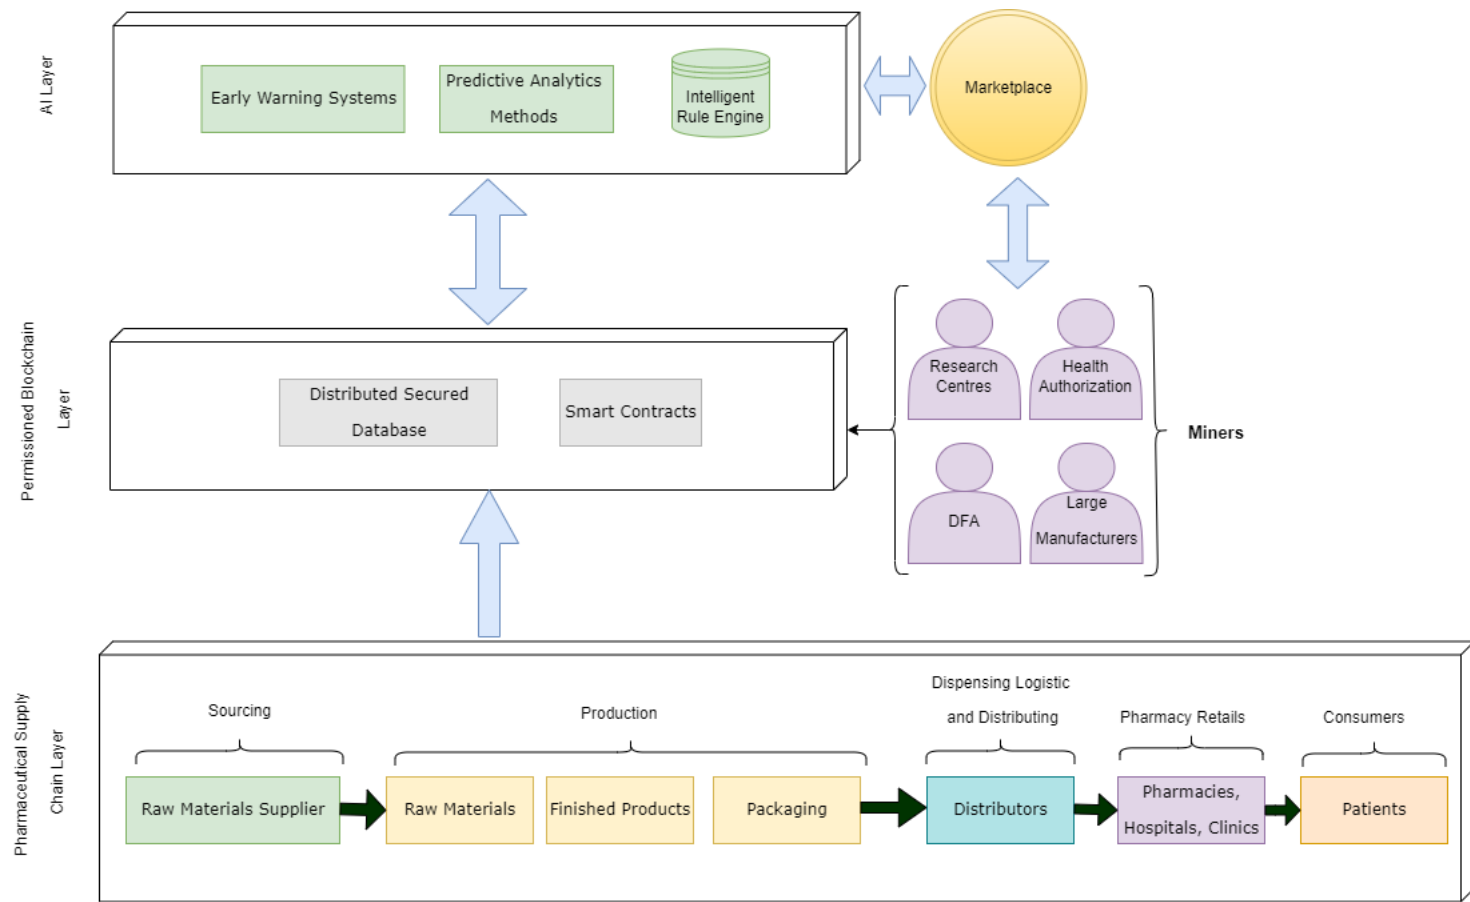 AI Layer
Early Warning Systems
Predictive Analytics
Methods
Intelligent
Rule Engine
Marketplace
Permissioned Blockchain
Layer
Distributed Secured
Database
Smart Contracts
Research
Centres
Health
Authorization
DFA
Large
Manufacturers
Miners
Pharmaceutical Supply
Chain Layer
Sourcing
Production
Dispensing Logistic
and Distributing
Pharmacy Retails
Consumers
Raw Materials Supplier
Raw Materials
Finished Products
Packaging
Distributors
Pharmacies,
Hospitals, Clinics
Patients